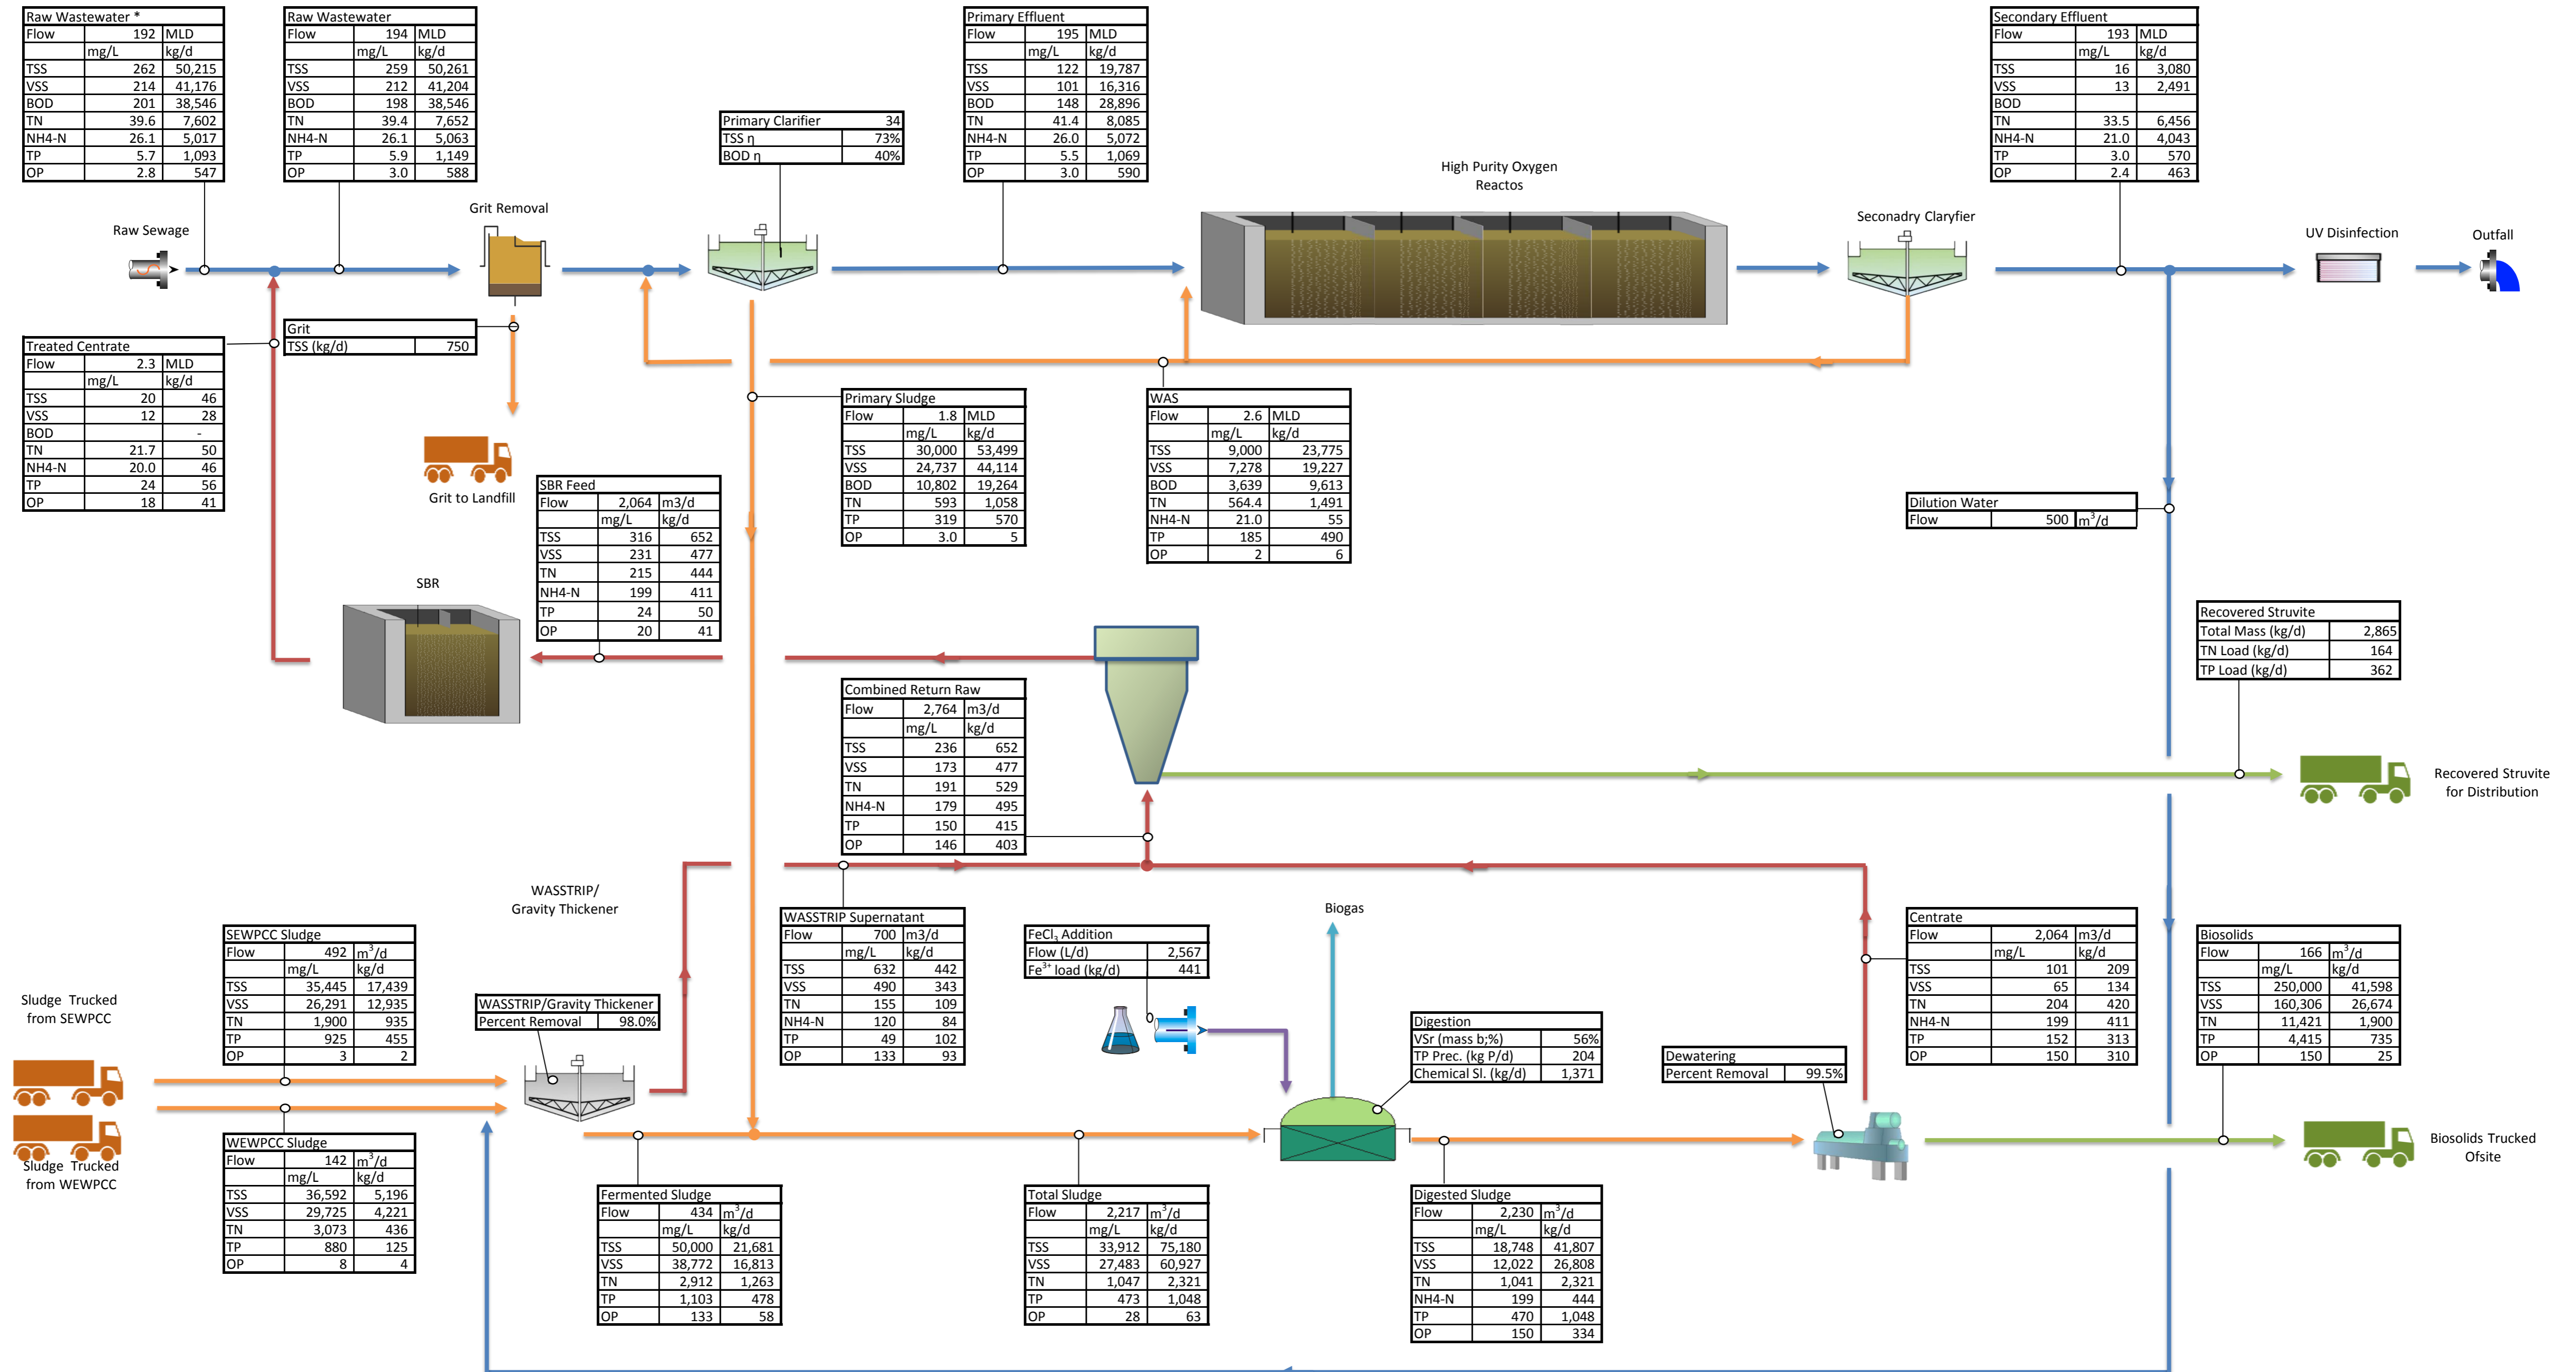 Raw Wastewater *
Flow 192 MLD
mg/L kg/d
TSS 262 50,215
VSS 214 41,176
BOD 201 38,546
TN 39.6 7,602
NH4-N 26.1 5,017
TP 5.7 1,093
OP 2.8 547
Raw Wastewater
Flow 194 MLD
mg/L kg/d
TSS 259 50,261
VSS 212 41,204
BOD 198 38,546
TN 39.4 7,652
NH4-N 26.1 5,063
TP 5.9 1,149
OP 3.0 588
Primary Clarifier 34
TSS η 73%
BOD η 40%
Primary Effluent
Flow 195 MLD
mg/L kg/d
TSS 122 19,787
VSS 101 16,316
BOD 148 28,896
TN 41.4 8,085
NH4-N 26.0 5,072
TP 5.5 1,069
OP 3.0 590
High Purity Oxygen
Reactos
Secondary Effluent
Flow 193 MLD
mg/L kg/d
TSS 16 3,080
VSS 13 2,491
BOD
TN 33.5 6,456
NH4-N 21.0 4,043
TP 3.0 570
OP 2.4 463
Raw Sewage
Grit Removal
Seconadry Claryfier
UV Disinfection
Outfall
Grit
TSS (kg/d) 750
Treated Centrate
Flow 2.3 MLD
mg/L kg/d
TSS 20 46
VSS 12 28
BOD -
TN 21.7 50
NH4-N 20.0 46
TP 24 56
OP 18 41
Grit to Landfill
Primary Sludge
Flow 1.8 MLD
mg/L kg/d
TSS 30,000 53,499
VSS 24,737 44,114
BOD 10,802 19,264
TN 593 1,058
TP 319 570
OP 3.0 5
WAS
Flow 2.6 MLD
mg/L kg/d
TSS 9,000 23,775
VSS 7,278 19,227
BOD 3,639 9,613
TN 564.4 1,491
NH4-N 21.0 55
TP 185 490
OP 2 6
SBR Feed
Flow 2,064 m3/d
mg/L kg/d
TSS 316 652
VSS 231 477
TN 215 444
NH4-N 199 411
TP 24 50
OP 20 41
SBR
Dilution Water
Flow 500 m³/d
Recovered Struvite
Total Mass (kg/d) 2,865
TN Load (kg/d) 164
TP Load (kg/d) 362
Combined Return Raw
Flow 2,764 m3/d
mg/L kg/d
TSS 236 652
VSS 173 477
TN 191 529
NH4-N 179 495
TP 150 415
OP 146 403
Recovered Struvite
for Distribution
WASSTRIP/
Gravity Thickener
Biogas
SEWPCC Sludge
Flow 492 m³/d
mg/L kg/d
TSS 35,445 17,439
VSS 26,291 12,935
TN 1,900 935
TP 925 455
OP 3 2
WASSTRIP Supernatant
Flow 700 m3/d
mg/L kg/d
TSS 632 442
VSS 490 343
TN 155 109
NH4-N 120 84
TP 49 102
OP 133 93
FeCl₃ Addition
Flow (L/d) 2,567
Fe³⁺ load (kg/d) 441
Centrate
Flow 2,064 m3/d
mg/L kg/d
TSS 101 209
VSS 65 134
TN 204 420
NH4-N 199 411
TP 152 313
OP 150 310
Biosolids
Flow 166 m³/d
mg/L kg/d
TSS 250,000 41,598
VSS 160,306 26,674
TN 11,421 1,900
TP 4,415 735
OP 150 25
Sludge Trucked
from SEWPCC
WASSTRIP/Gravity Thickener
Percent Removal 98.0%
Digestion
VSr (mass b;%) 56%
TP Prec. (kg P/d) 204
Chemical Sl. (kg/d) 1,371
Dewatering
Percent Removal 99.5%
Sludge Trucked
from WEWPCC
WEWPCC Sludge
Flow 142 m³/d
mg/L kg/d
TSS 36,592 5,196
VSS 29,725 4,221
TN 3,073 436
TP 880 125
OP 8 4
Biosolids Trucked
Ofsite
Fermented Sludge
Flow 434 m³/d
mg/L kg/d
TSS 50,000 21,681
VSS 38,772 16,813
TN 2,912 1,263
TP 1,103 478
OP 133 58
Total Sludge
Flow 2,217 m³/d
mg/L kg/d
TSS 33,912 75,180
VSS 27,483 60,927
TN 1,047 2,321
TP 473 1,048
OP 28 63
Digested Sludge
Flow 2,230 m³/d
mg/L kg/d
TSS 18,748 41,807
VSS 12,022 26,808
TN 1,041 2,321
NH4-N 199 444
TP 470 1,048
OP 150 334